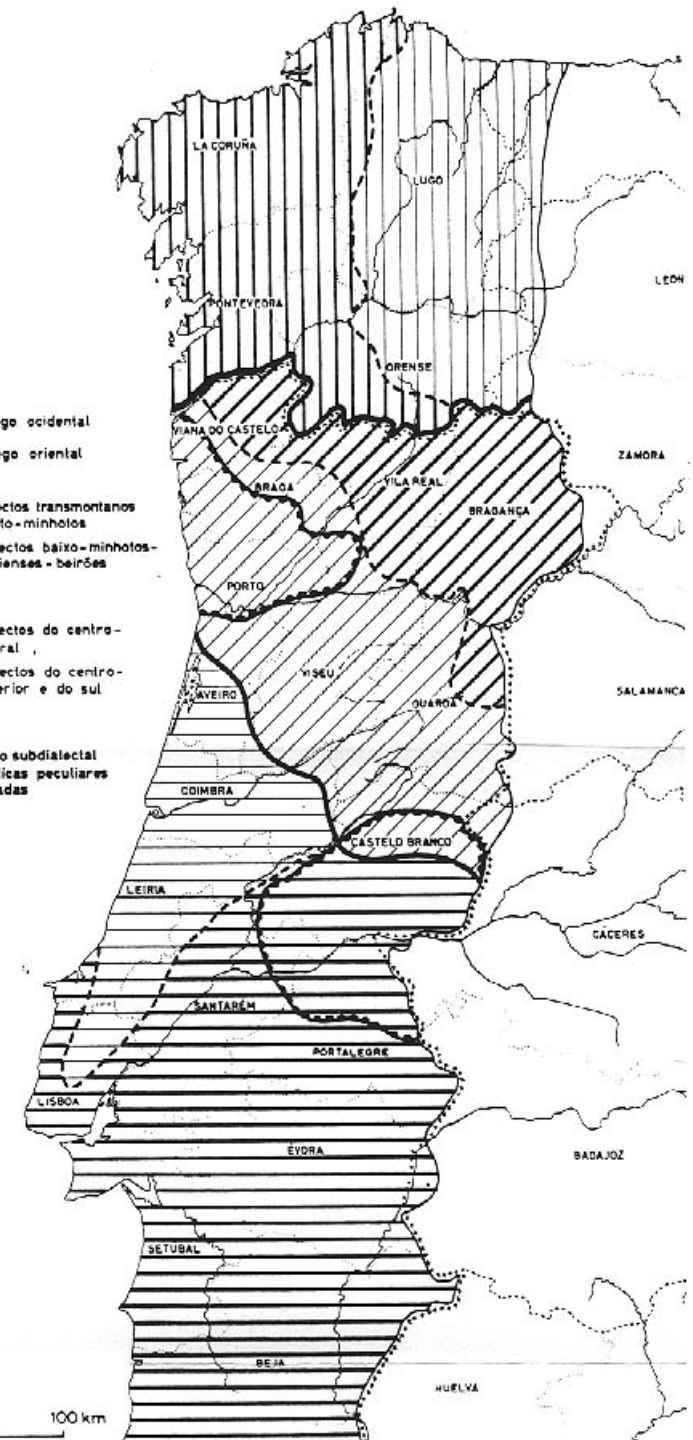 LA CORUÑA
LUGO
LEON
PONTEVEDRA
ORENSE
go ocidental
VIANA DO CASTELO
go oriental
ZAMORA
BRAGA
VILA REAL
BRAGANÇA
ectos transmontanos
to-minhotos
ectos baixo-minhotos-
ienses-beirões
PORTO
ectos do centro-
ral ,
VISEU
ectos do centro-
erior e do sul
AVEIRO
GUARDA
SALAMANCA
o subdialectal
icas peculiares
adas
COIMBRA
CASTELO BRANCO
LEIRIA
CÁCERES
SANTARÉM
PORTALEGRE
LISBOA
ÉVORA
BADAJOZ
SETUBAL
BEJA
HUELVA
100 km